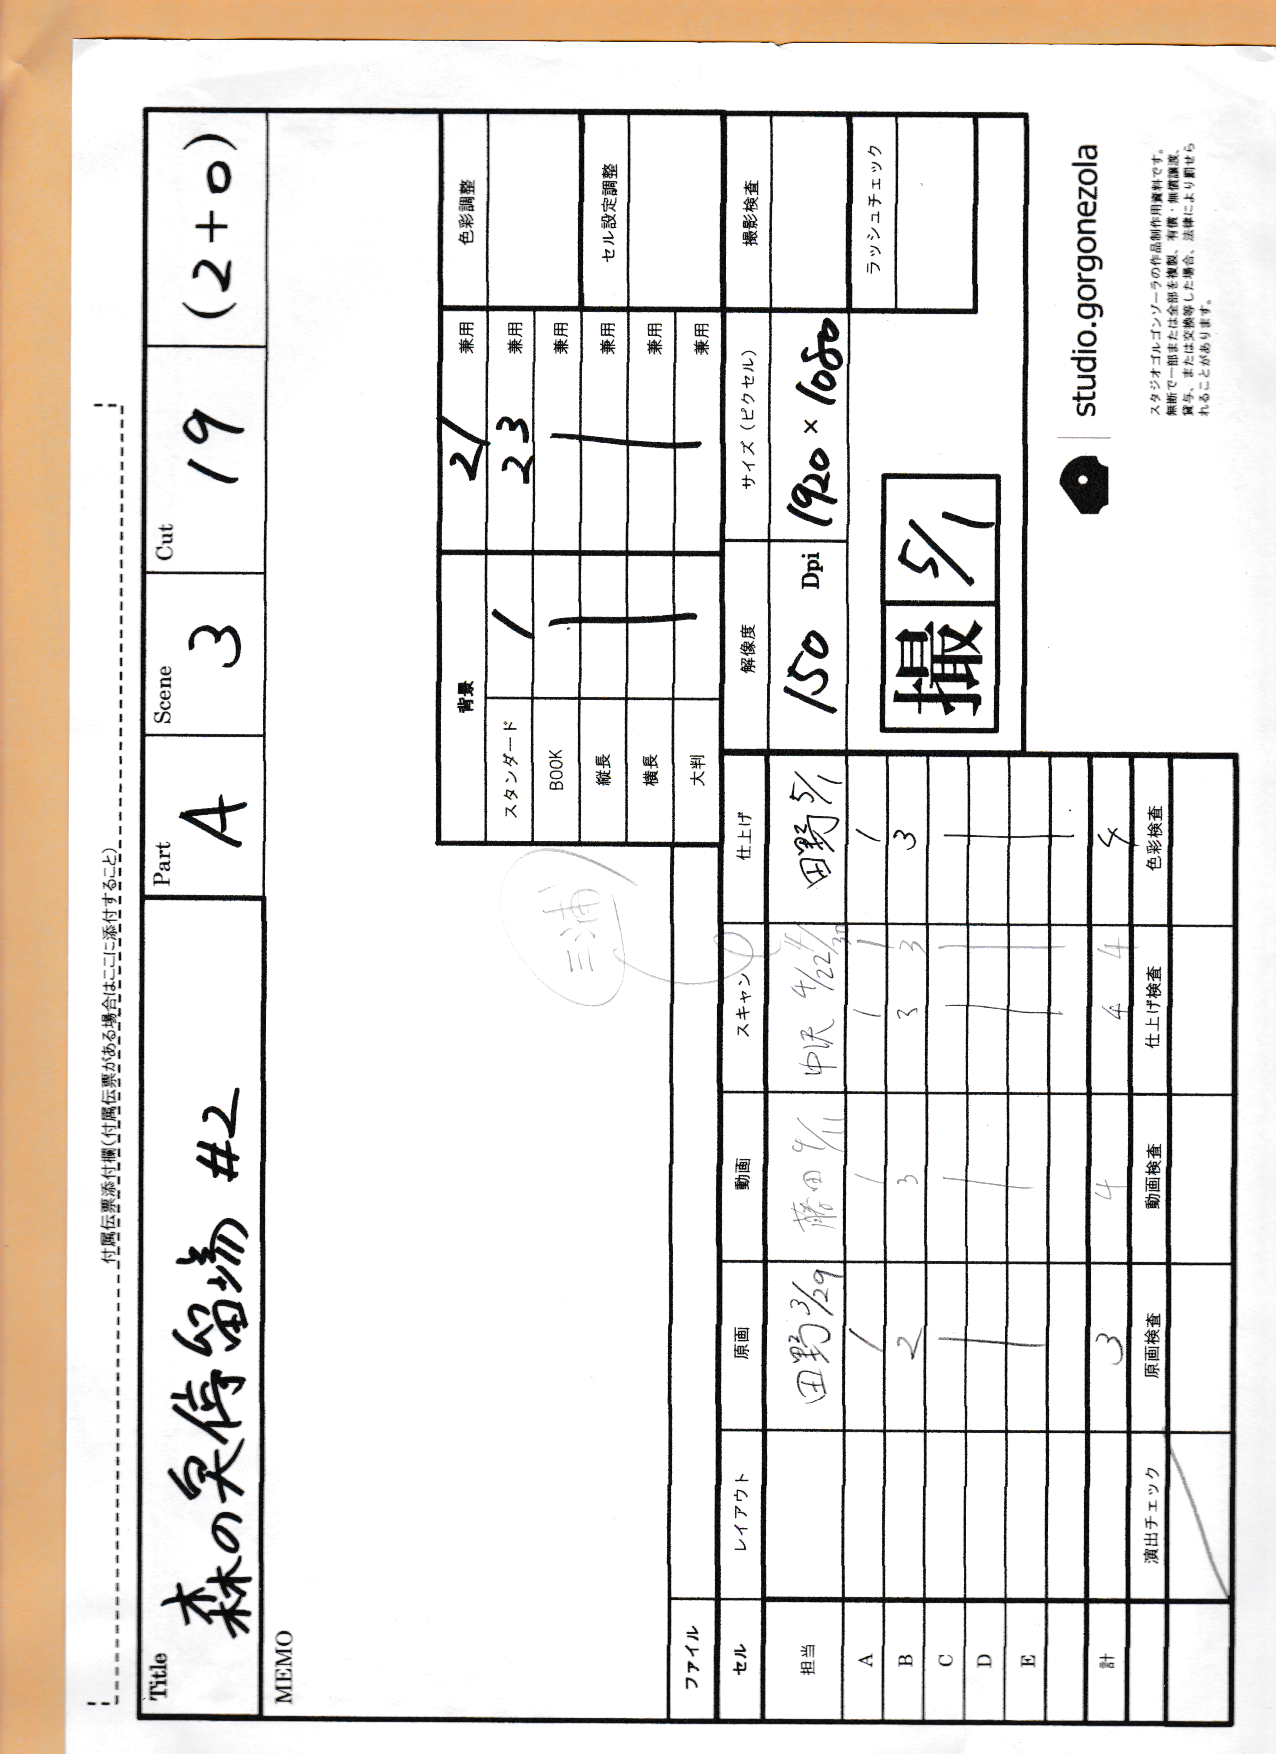 付属伝票添付欄(付属伝票がある場合はここに添付すること)
Title 森の臭停留場 #2
Part A
Scene 3
Cut 19
(2+0)
MEMO
背景 21 兼用 色彩調整
スタンダード 1 23 兼用
BOOK 兼用
縦長 兼用 セル設定調整
横長 兼用
大判 兼用
三浦
ファイル
解像度 サイズ(ピクセル) 撮影検査
150 Dpi 1920 × 1080
ラッシュチェック
撮 5/1
セル レイアウト 原画 動画 スキャン 仕上げ
担当 田野 3/29 藤田 4/11 中沢 4/22 4/30 田野 5/1
A 1 1 1 1 1
B 2 3 3 3 3
C
D
E
計 3 4 4 4 4
演出チェック 原画検査 動画検査 仕上げ検査 色彩検査
studio.gorgonezola
スタジオゴルゴンゾーラの作品制作用資料です。
無断で一部または全部を複製、有償・無償譲渡、
貸与、または交換等した場合、法律により罰せら
れることがあります。